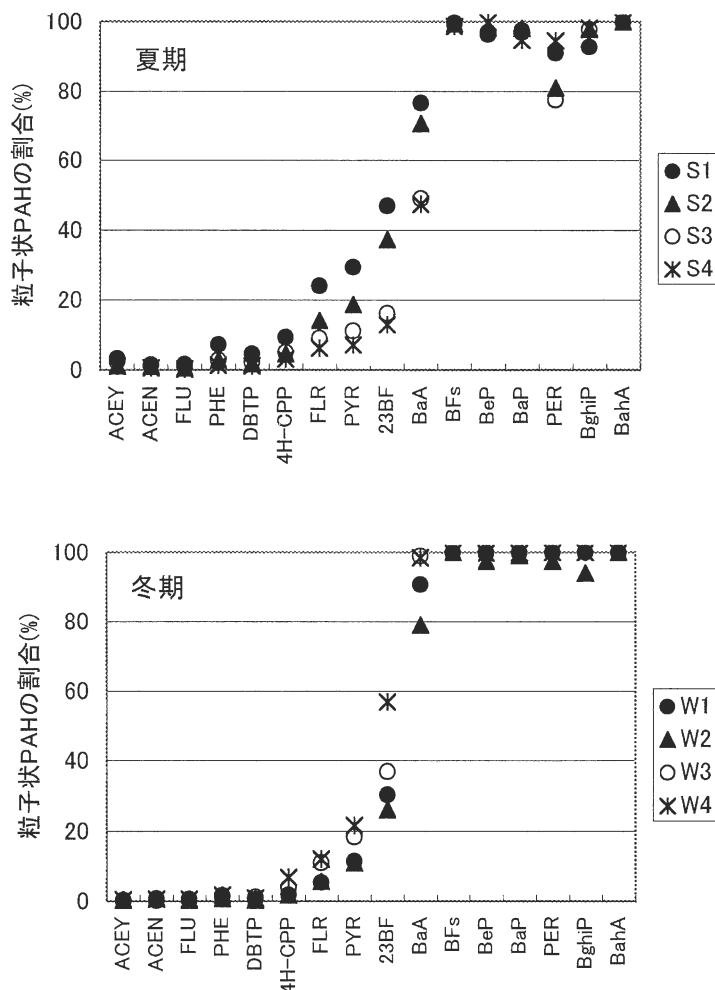 夏期
粒子状PAHの割合(%)
100
80
60
40
20
0
ACEY
ACEN
FLU
PHE
DBTP
4H-CPP
FLR
PYR
23BF
BaA
BFs
BeP
BaP
PER
BghiP
BahA
S1
S2
S3
S4
冬期
粒子状PAHの割合(%)
100
80
60
40
20
0
ACEY
ACEN
FLU
PHE
DBTP
4H-CPP
FLR
PYR
23BF
BaA
BFs
BeP
BaP
PER
BghiP
BahA
W1
W2
W3
W4